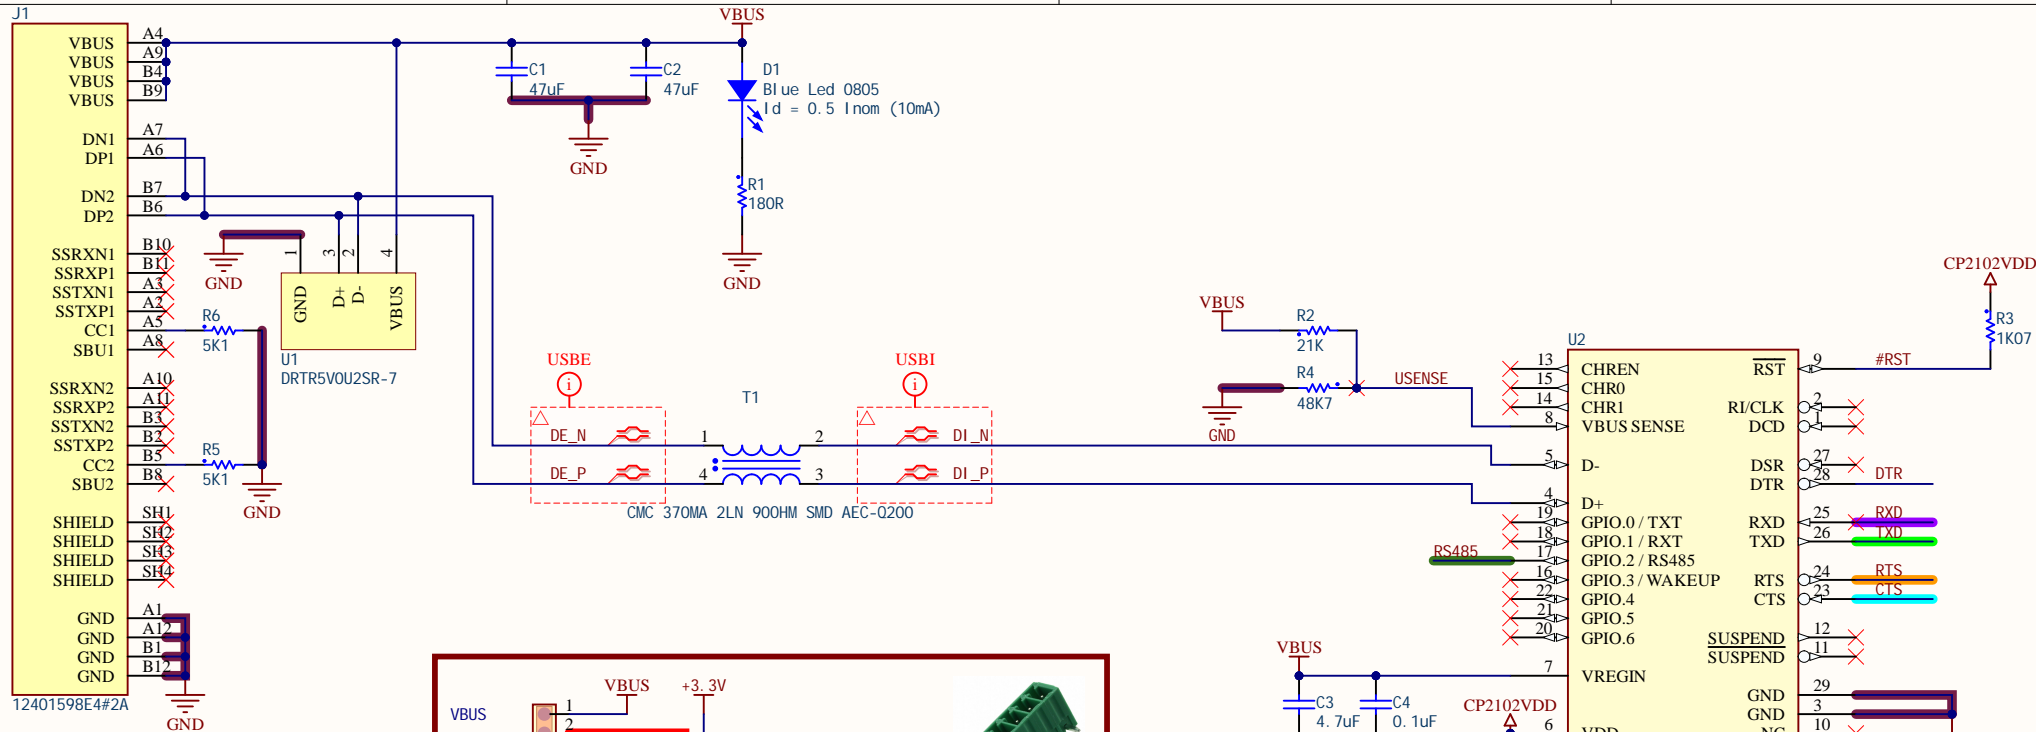 J1
VBUS A4
VBUS A9
VBUS B4
VBUS B9
DN1 A7
DP1 A6
DN2 B7
DP2 B6
SSRXN1 B10
SSRXP1 B11
SSTXN1 A3
SSTXP1 A2
CC1 A5
SBU1 A8
SSRXN2 A10
SSRXP2 A11
SSTXN2 B3
SSTXP2 B2
CC2 B5
SBU2 B8
SHIELD SH1
SHIELD SH2
SHIELD SH3
SHIELD SH4
GND A1
GND A12
GND B1
GND B12
12401598E4#2A
GND
R6
5K1
R5
5K1
GND
GND
1 3 2 4
GND D+ D- VBUS
U1
DRTR5V0U2SR-7
C1
47uF
C2
47uF
GND
VBUS
D1
Blue Led 0805
Id = 0.5 Inom (10mA)
R1
180R
GND
USBE
DE_N
DE_P
T1
1 2
4 3
CMC 370MA 2LN 90OHM SMD AEC-Q200
USBI
DI_N
DI_P
VBUS
R2
21K
R4
48K7
GND
USENSE
U2
13 CHREN
15 CHR0
14 CHR1
8 VBUS SENSE
5 D-
4 D+
19 GPIO.0 / TXT
18 GPIO.1 / RXT
RS485 17 GPIO.2 / RS485
16 GPIO.3 / WAKEUP
22 GPIO.4
21 GPIO.5
20 GPIO.6
7 VREGIN
6 VDD
RST 9 #RST
RI/CLK 2
DCD 1
DSR 27
DTR 28 DTR
RXD 25 RXD
TXD 26 TXD
RTS 24 RTS
CTS 23 CTS
SUSPEND 12
SUSPEND 11
GND 29
GND 3
NC 10
CP2102VDD
R3
1K07
VBUS
C3
4.7uF
C4
0.1uF
CP2102VDD
VBUS
1
2
VBUS
+3.3V